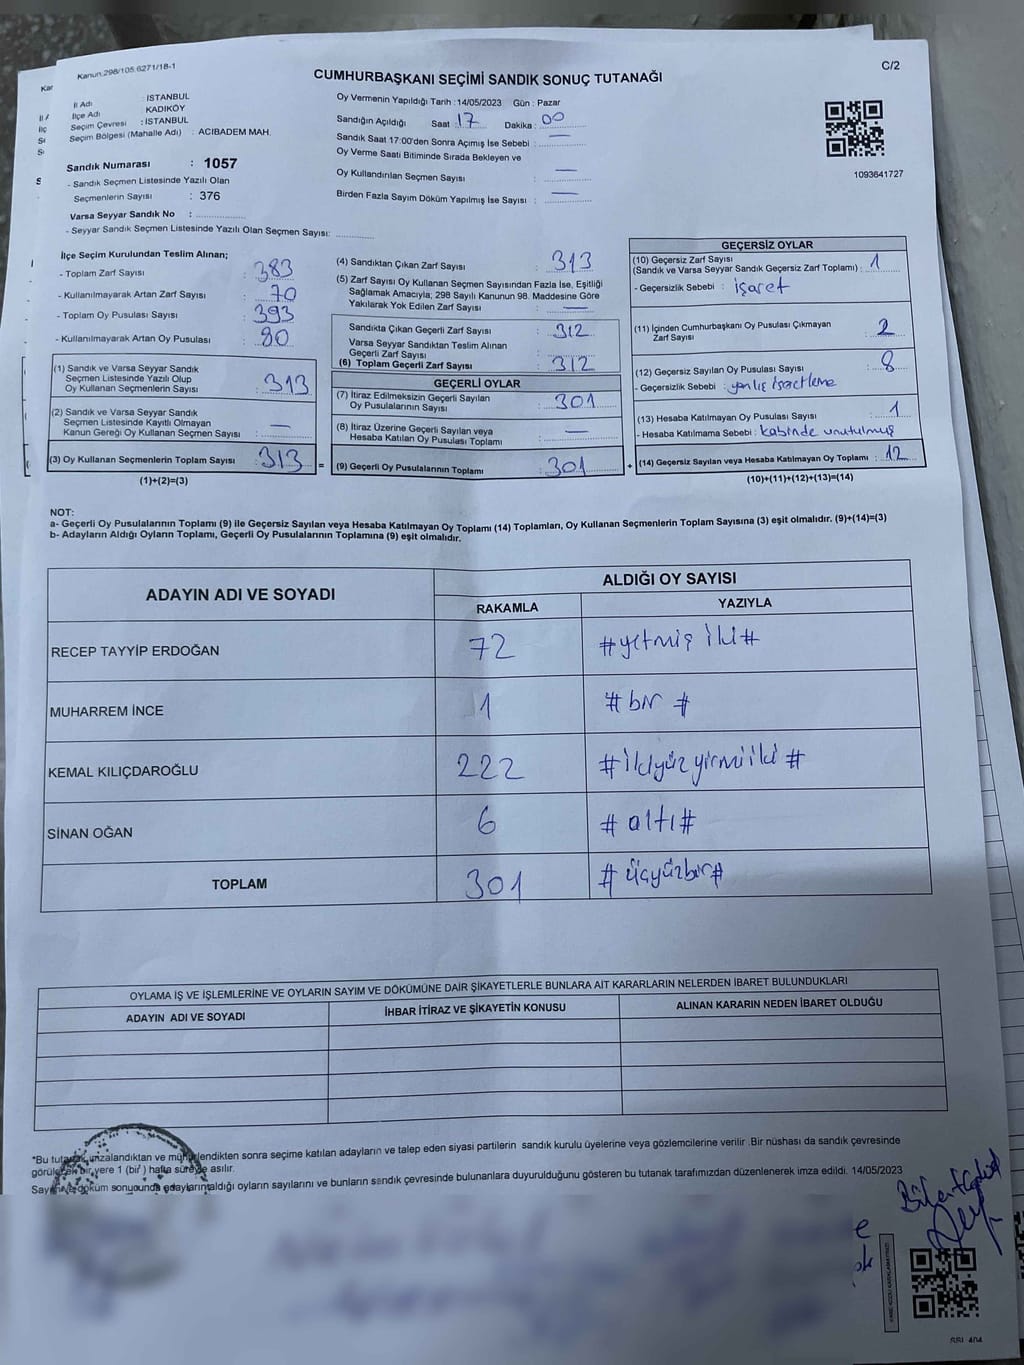 Kanun.298/105.6271/18-1
C/2
CUMHURBAŞKANI SEÇİMİ SANDIK SONUÇ TUTANAĞI
İl Adı : İSTANBUL
İlçe Adı : KADIKÖY
Seçim Çevresi : İSTANBUL
Seçim Bölgesi (Mahalle Adı) : ACIBADEM MAH.
Sandık Numarası : 1057
- Sandık Seçmen Listesinde Yazılı Olan
Seçmenlerin Sayısı : 376
Varsa Seyyar Sandık No :
- Seyyar Sandık Seçmen Listesinde Yazılı Olan Seçmen Sayısı:
Oy Vermenin Yapıldığı Tarih : 14/05/2023 Gün : Pazar
Sandığın Açıldığı Saat 17 Dakika : 00
Sandık Saat 17:00'den Sonra Açımış İse Sebebi : —
Oy Verme Saati Bitiminde Sırada Bekleyen ve
Oy Kullandırılan Seçmen Sayısı : —
Birden Fazla Sayım Döküm Yapılmış İse Sayısı : —
1093641727
İlçe Seçim Kurulundan Teslim Alınan;
- Toplam Zarf Sayısı : 383
- Kullanılmayarak Artan Zarf Sayısı : 70
- Toplam Oy Pusulası Sayısı : 393
- Kullanılmayarak Artan Oy Pusulası : 80
(1) Sandık ve Varsa Seyyar Sandık
Seçmen Listesinde Yazılı Olup
Oy Kullanan Seçmenlerin Sayısı : 313
(2) Sandık ve Varsa Seyyar Sandık
Seçmen Listesinde Kayıtlı Olmayan
Kanun Gereği Oy Kullanan Seçmen Sayısı : —
(3) Oy Kullanan Seçmenlerin Toplam Sayısı : 313 =
(1)+(2)=(3)
(4) Sandıktan Çıkan Zarf Sayısı : 313
(5) Zarf Sayısı Oy Kullanan Seçmen Sayısından Fazla İse, Eşitliği
Sağlamak Amacıyla; 298 Sayılı Kanunun 98. Maddesine Göre
Yakılarak Yok Edilen Zarf Sayısı : —
Sandıkta Çıkan Geçerli Zarf Sayısı : 312
Varsa Seyyar Sandıktan Teslim Alınan
Geçerli Zarf Sayısı :
(6) Toplam Geçerli Zarf Sayısı : 312
GEÇERLİ OYLAR
(7) İtiraz Edilmeksizin Geçerli Sayılan
Oy Pusulalarının Sayısı : 301
(8) İtiraz Üzerine Geçerli Sayılan veya
Hesaba Katılan Oy Pusulası Toplamı : —
(9) Geçerli Oy Pusulalarının Toplamı : 301 +
GEÇERSİZ OYLAR
(10) Geçersiz Zarf Sayısı
(Sandık ve Varsa Seyyar Sandık Geçersiz Zarf Toplamı) : 1
- Geçersizlik Sebebi : işaret
(11) İçinden Cumhurbaşkanı Oy Pusulası Çıkmayan
Zarf Sayısı : 2
(12) Geçersiz Sayılan Oy Pusulası Sayısı : 8
- Geçersizlik Sebebi : yanlış işaretleme
(13) Hesaba Katılmayan Oy Pusulası Sayısı : 1
- Hesaba Katılmama Sebebi : kabinde unutulmuş
(14) Geçersiz Sayılan veya Hesaba Katılmayan Oy Toplamı : 12
(10)+(11)+(12)+(13)=(14)
NOT:
a- Geçerli Oy Pusulalarının Toplamı (9) ile Geçersiz Sayılan veya Hesaba Katılmayan Oy Toplamı (14) Toplamları, Oy Kullanan Seçmenlerin Toplam Sayısına (3) eşit olmalıdır. (9)+(14)=(3)
b- Adayların Aldığı Oyların Toplamı, Geçerli Oy Pusulalarının Toplamına (9) eşit olmalıdır.
ADAYIN ADI VE SOYADI
ALDIĞI OY SAYISI
RAKAMLA YAZIYLA
RECEP TAYYİP ERDOĞAN 72 #yetmiş iki#
MUHARREM İNCE 1 #bir #
KEMAL KILIÇDAROĞLU 222 #ikiyüz yirmi iki #
SİNAN OĞAN 6 # altı#
TOPLAM 301 # üçyüzbir#
OYLAMA İŞ VE İŞLEMLERİNE VE OYLARIN SAYIM VE DÖKÜMÜNE DAİR ŞİKAYETLERLE BUNLARA AİT KARARLARIN NELERDEN İBARET BULUNDUKLARI
ADAYIN ADI VE SOYADI İHBAR İTİRAZ VE ŞİKAYETİN KONUSU ALINAN KARARIN NEDEN İBARET OLDUĞU
*Bu tutanak imzalandıktan ve mühürlendikten sonra seçime katılan adayların ve talep eden siyasi partilerin sandık kurulu üyelerine veya gözlemcilerine verilir .Bir nüshası da sandık çevresinde
görülecek bir yere 1 (bir) hafta süreyle asılır.
Sayım ve döküm sonuounda adayların aldığı oyların sayılarını ve bunların sandık çevresinde bulunanlara duyurulduğunu gösteren bu tutanak tarafımızdan düzenlenerek imza edildi. 14/05/2023